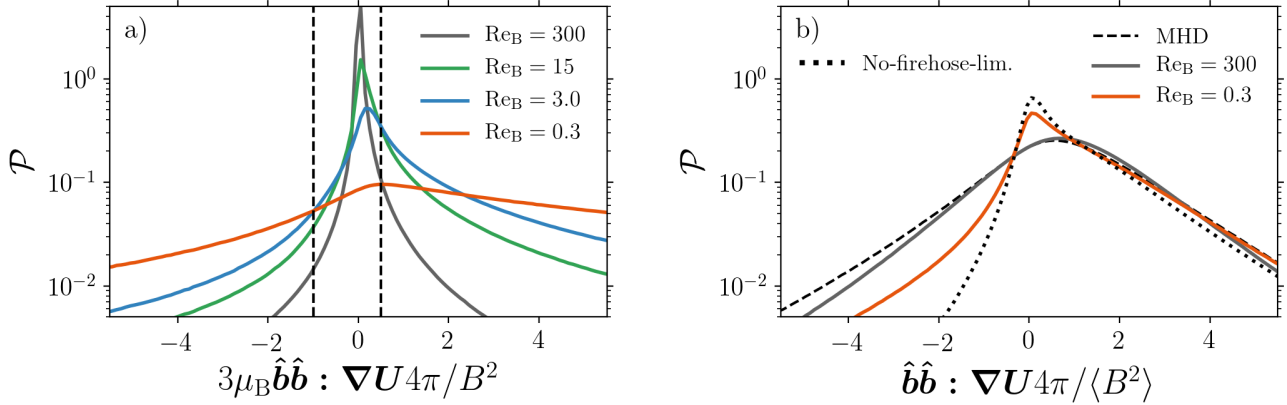 a)
Re_B = 300
Re_B = 15
Re_B = 3.0
Re_B = 0.3
𝒫
10^0
10^{-1}
10^{-2}
−4 −2 0 2 4
3μ_B b̂b̂ : ∇U4π/B^2
b)
No-firehose-lim.
MHD
Re_B = 300
Re_B = 0.3
𝒫
10^0
10^{-1}
10^{-2}
−4 −2 0 2 4
b̂b̂ : ∇U4π/⟨B^2⟩